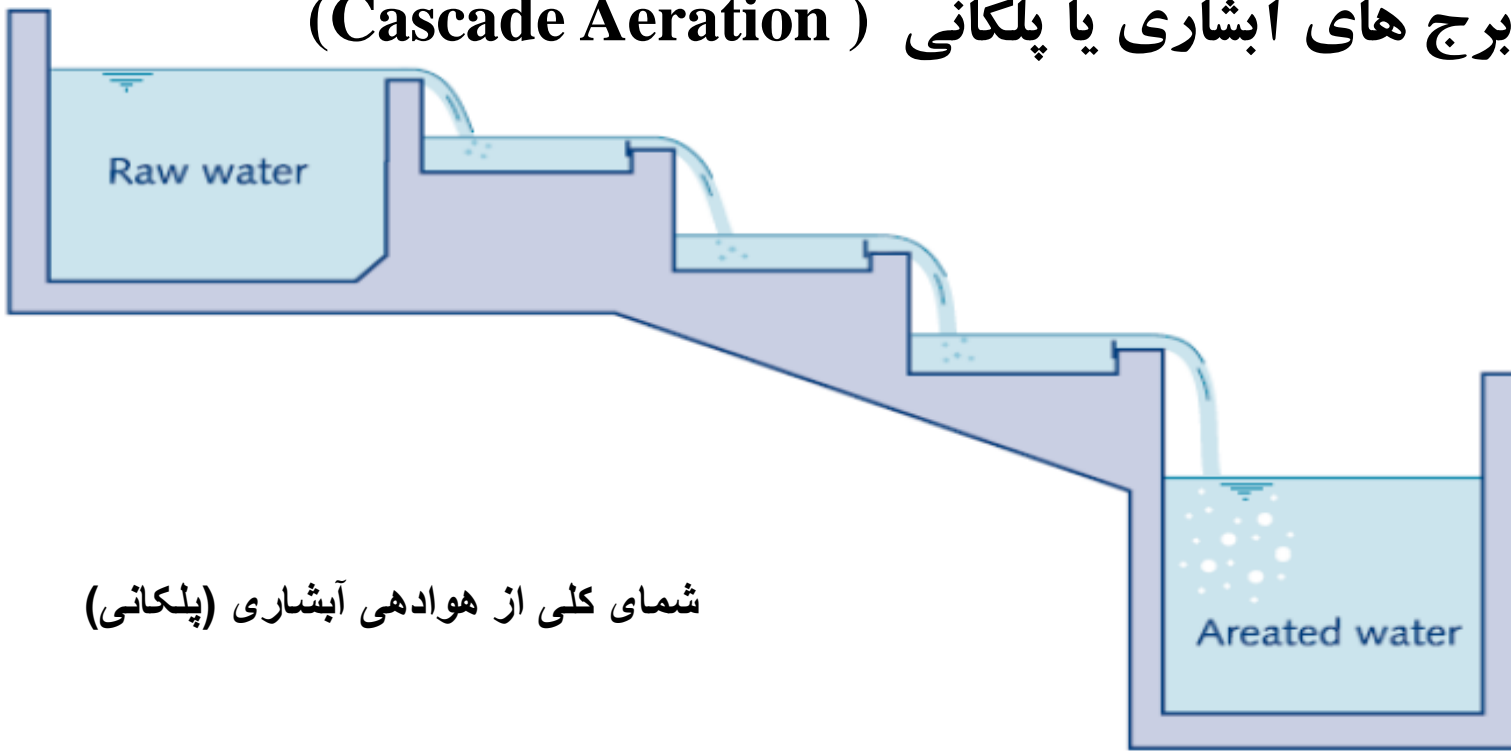 برج های آبشاری یا پلکانی ( Cascade Aeration)
Raw water
شمای کلی از هوادهی آبشاری (پلکانی)
Areated water